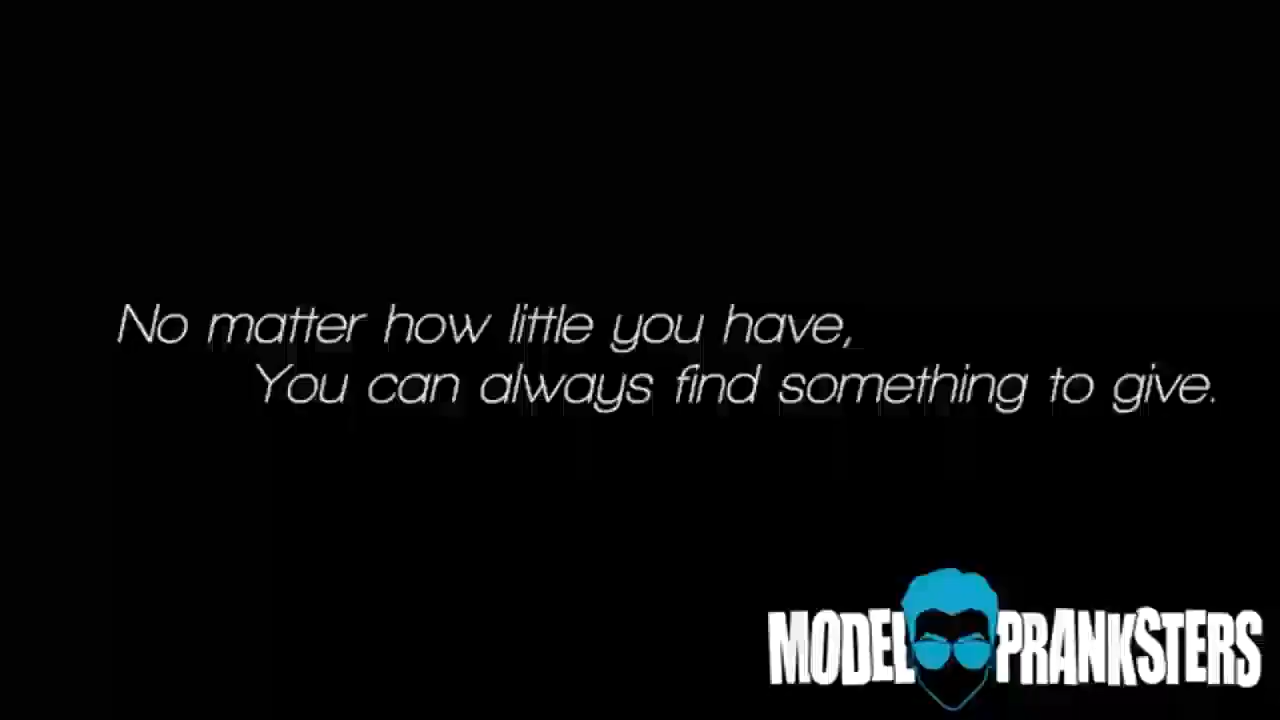 No matter how little you have,
You can always find something to give.
MODEL PRANKSTERS